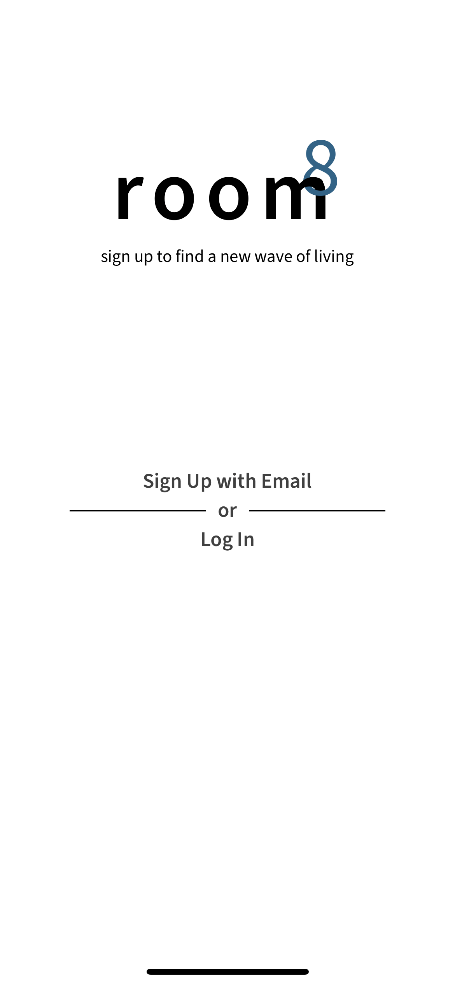 room8
sign up to find a new wave of living
Sign Up with Email
or
Log In